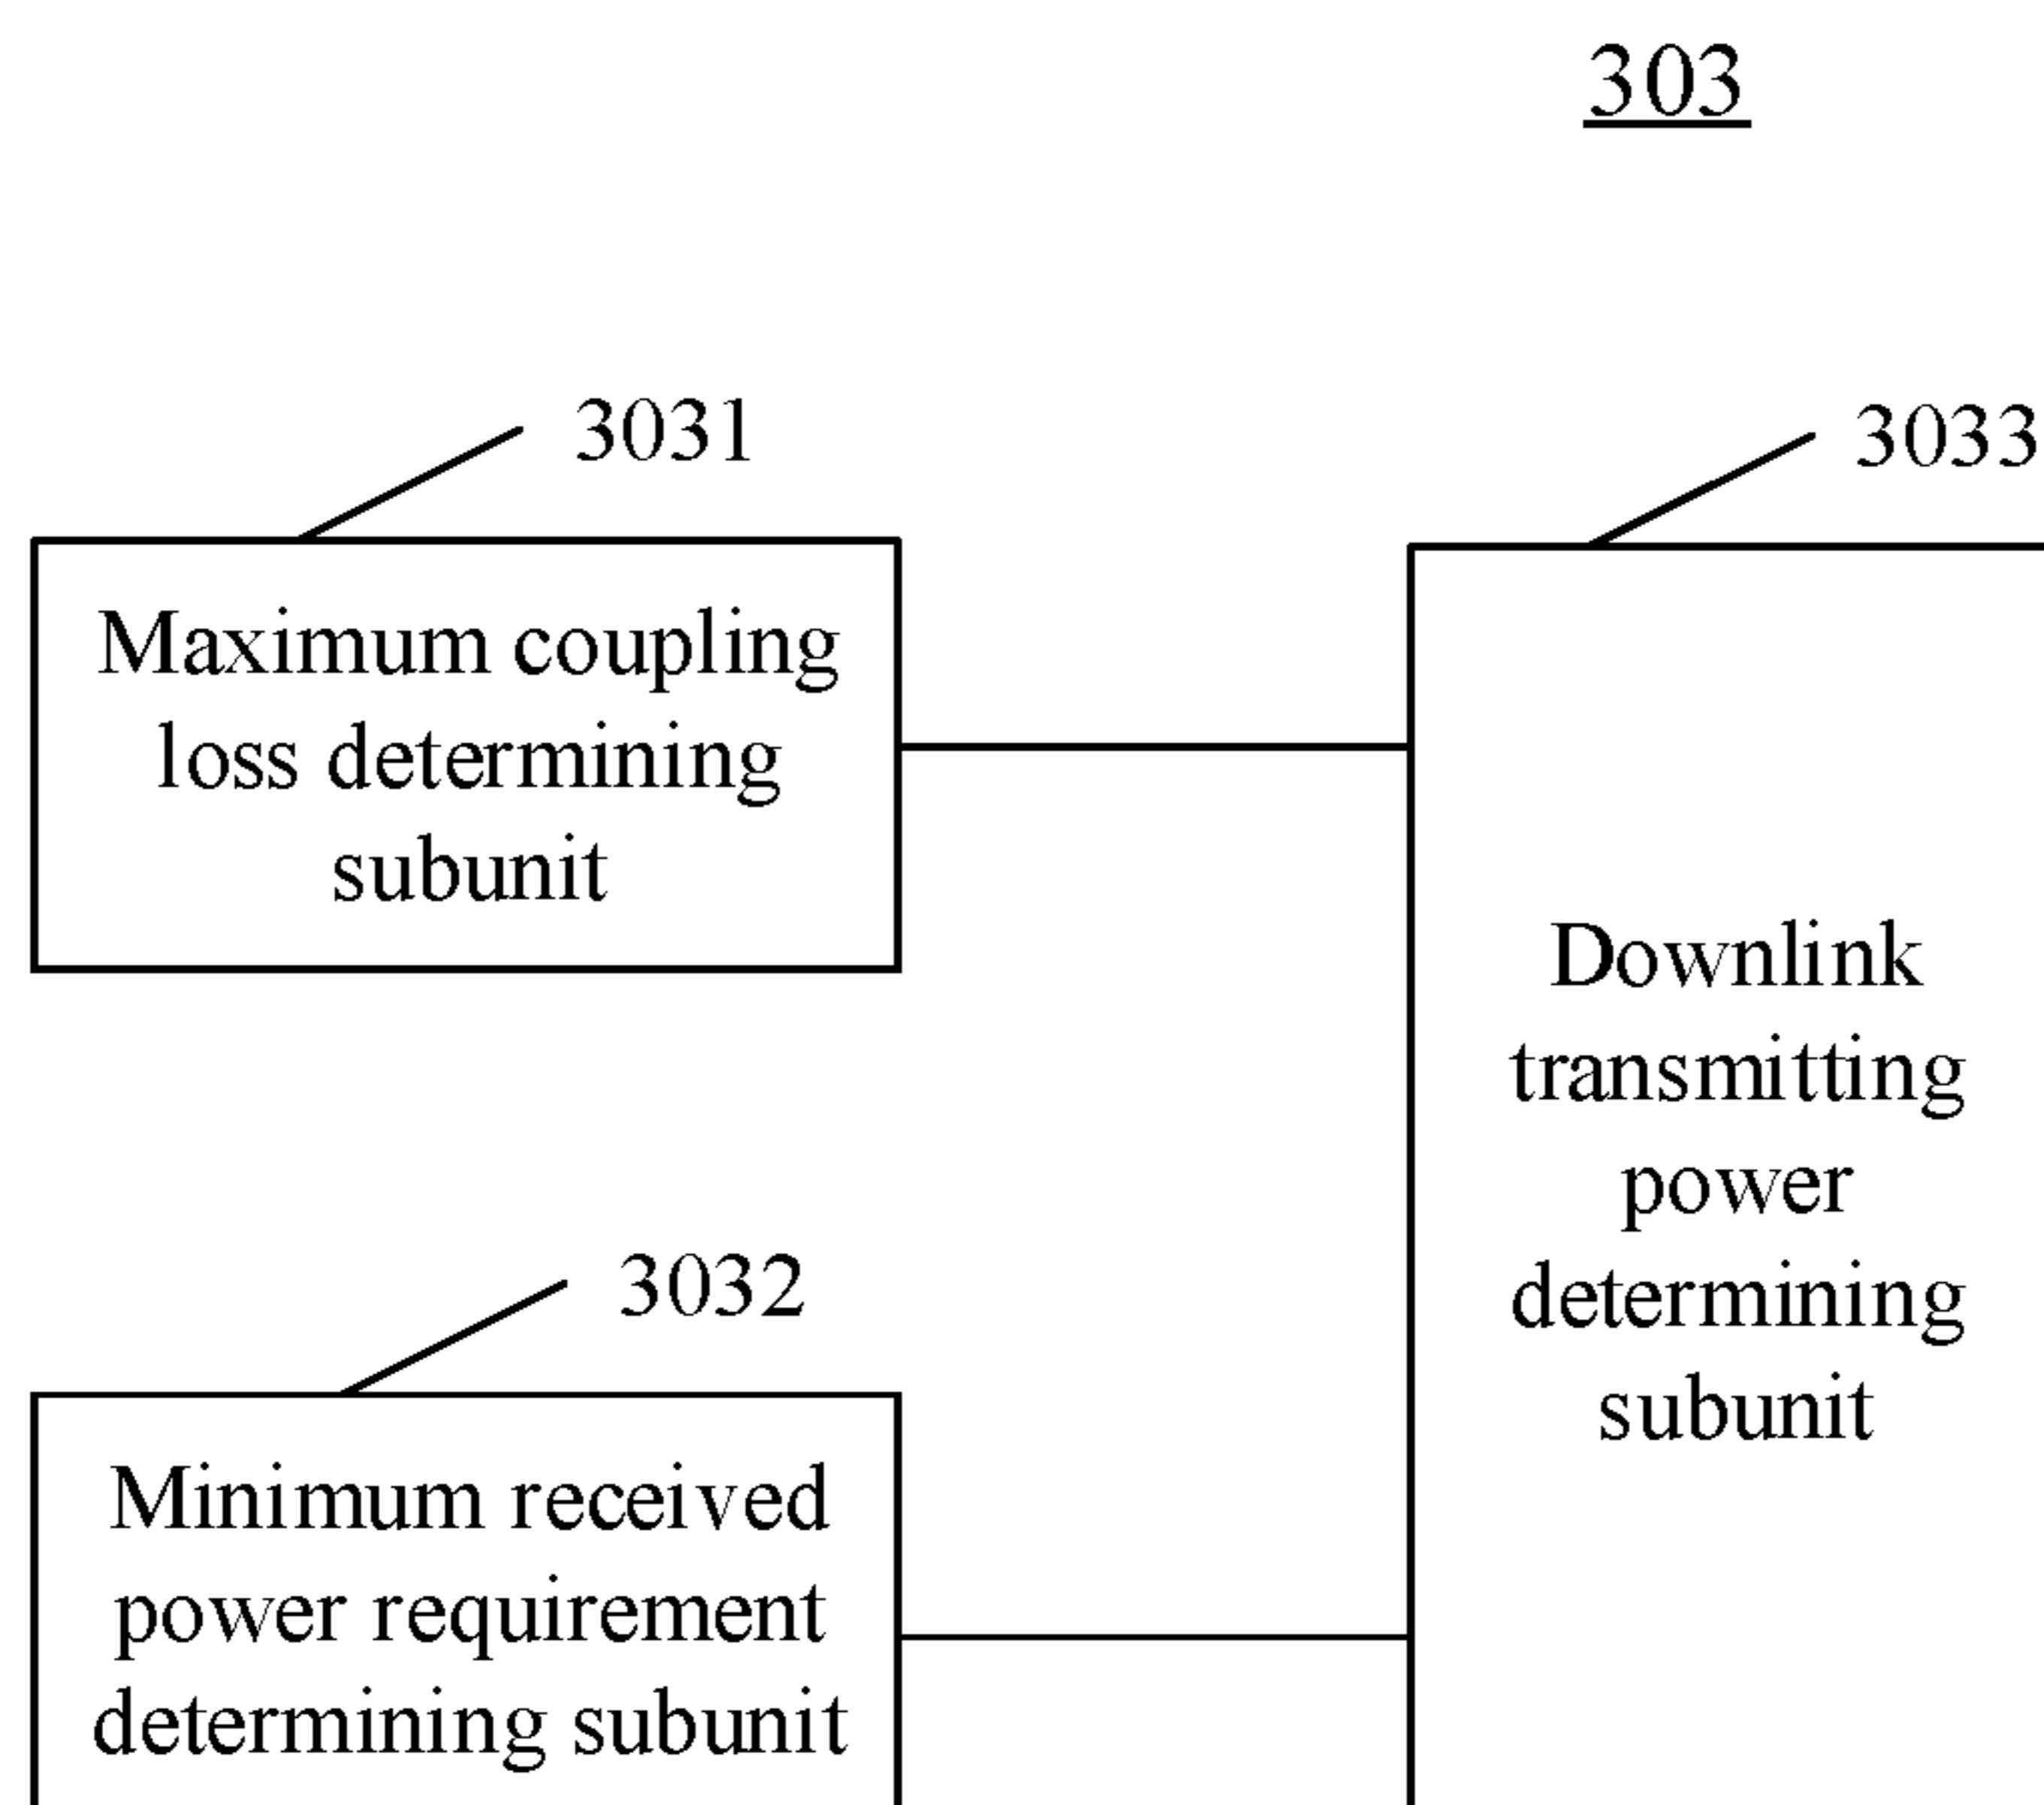 303
3031
Maximum coupling
loss determining
subunit
3032
Minimum received
power requirement
determining subunit
3033
Downlink
transmitting
power
determining
subunit